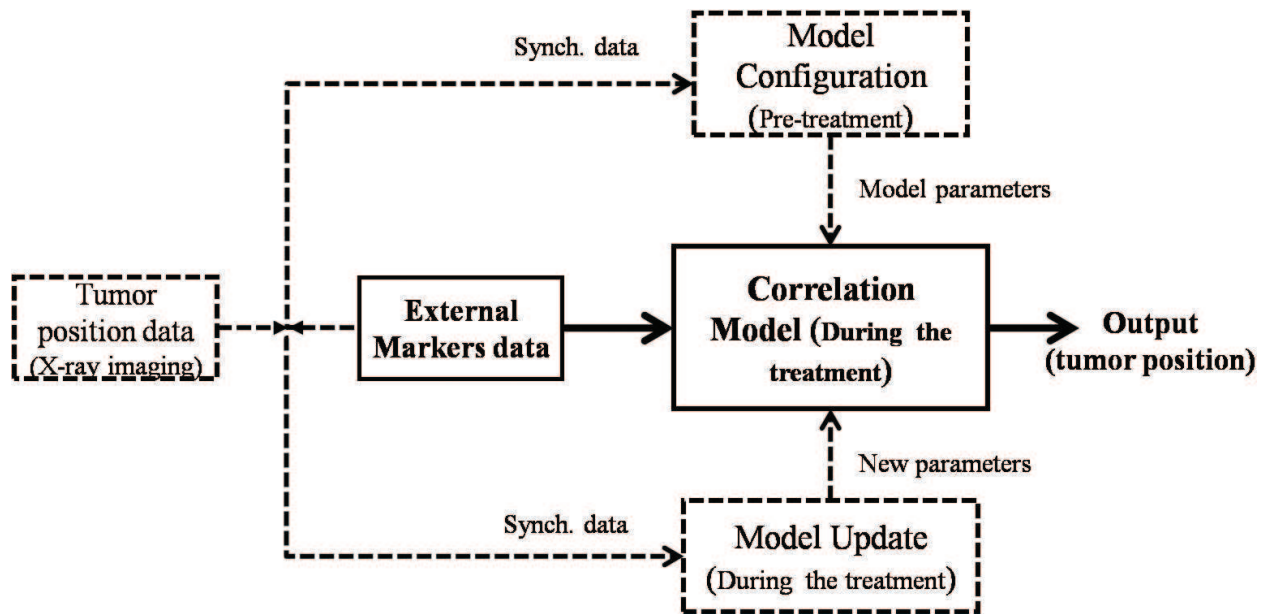 Synch. data
Model
Configuration
(Pre-treatment)
Model parameters
Tumor
position data
(X-ray imaging)
External
Markers data
Correlation
Model (During the
treatment)
Output
(tumor position)
New parameters
Synch. data
Model Update
(During the treatment)